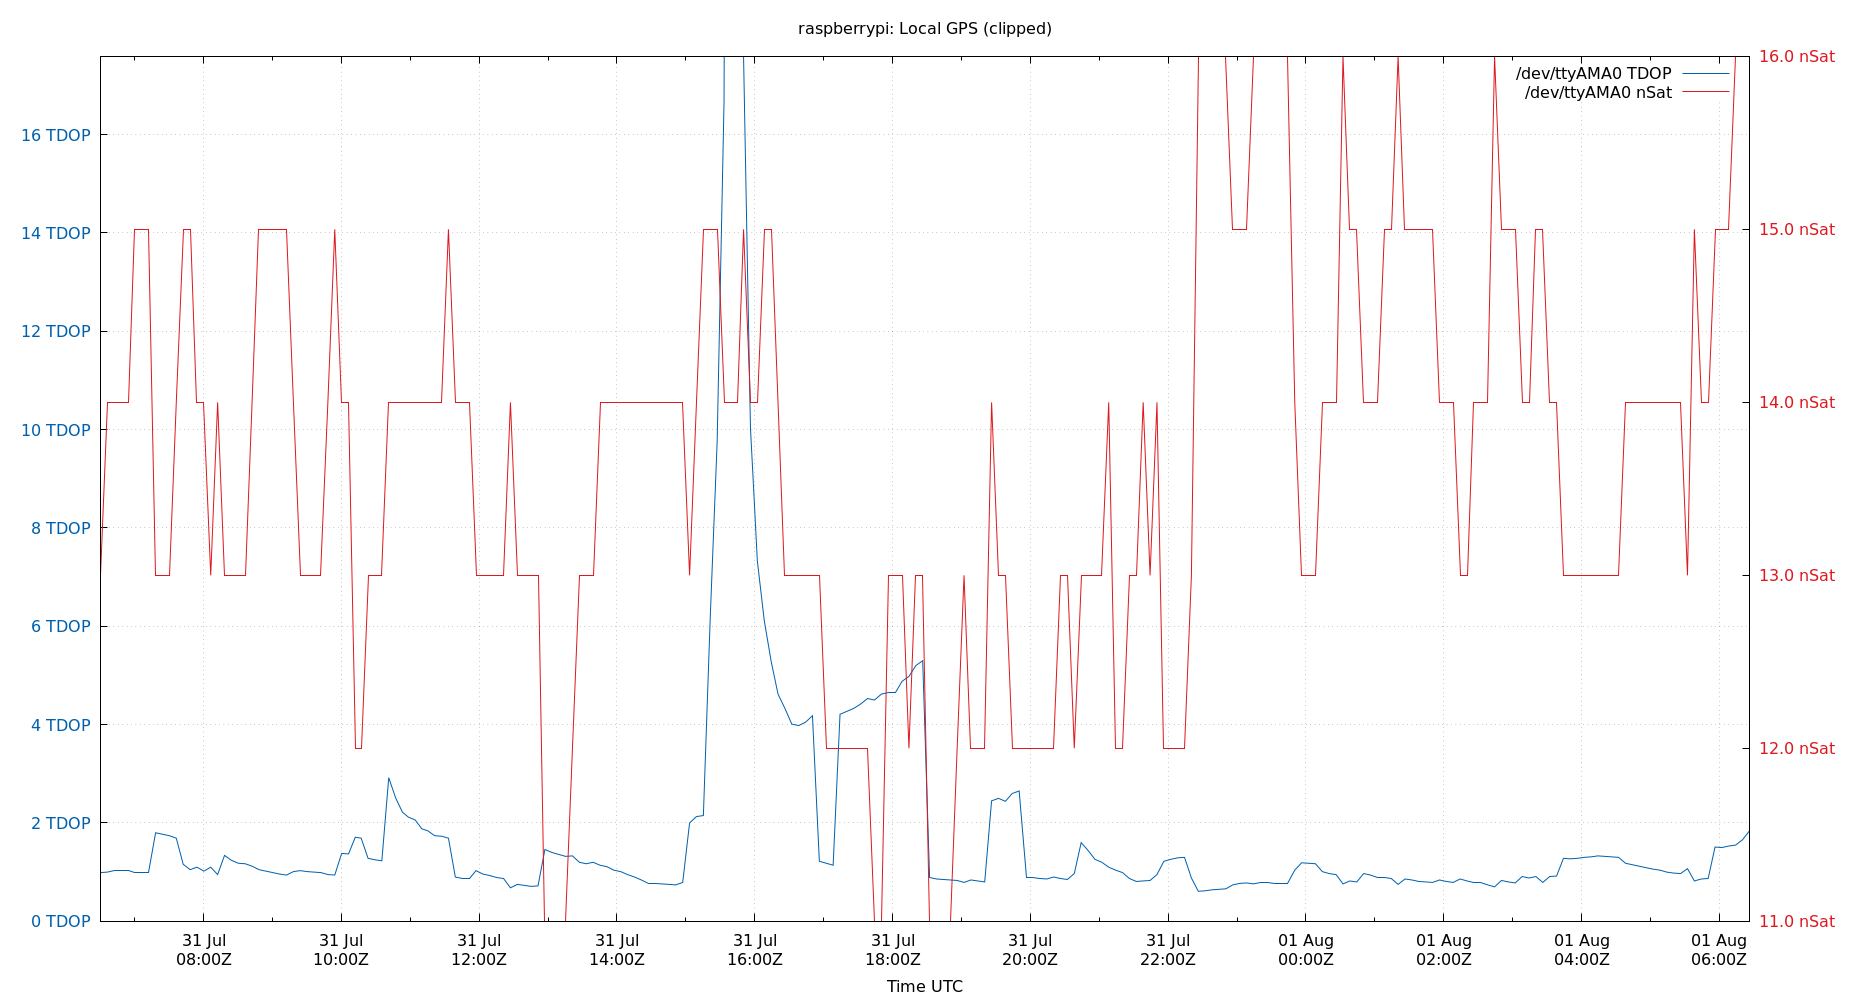 raspberrypi: Local GPS (clipped)
16.0 nSat
/dev/ttyAMA0 TDOP
/dev/ttyAMA0 nSat
16 TDOP
14 TDOP
15.0 nSat
12 TDOP
14.0 nSat
10 TDOP
8 TDOP
13.0 nSat
6 TDOP
4 TDOP
12.0 nSat
2 TDOP
0 TDOP
11.0 nSat
31 Jul 31 Jul 31 Jul 31 Jul 31 Jul 31 Jul 31 Jul 31 Jul 01 Aug 01 Aug 01 Aug 01 Aug
08:00Z 10:00Z 12:00Z 14:00Z 16:00Z 18:00Z 20:00Z 22:00Z 00:00Z 02:00Z 04:00Z 06:00Z
Time UTC